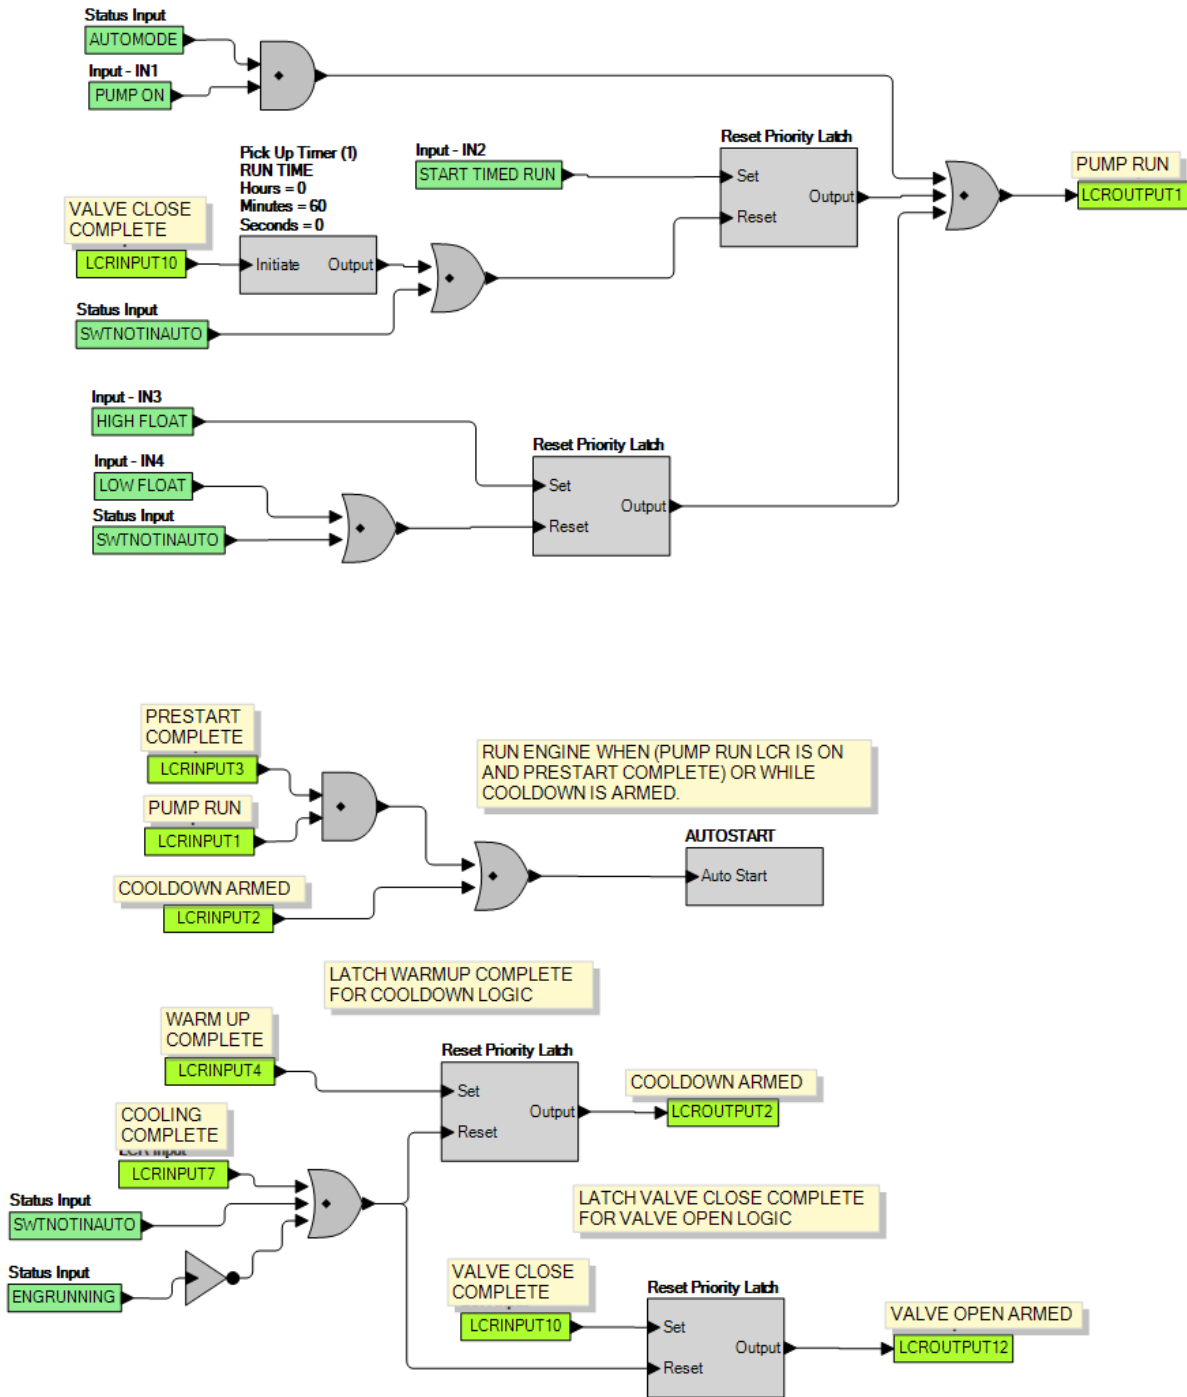 Status Input
AUTOMODE
Input - IN1
PUMP ON
Pick Up Timer (1)
RUN TIME
Hours = 0
Minutes = 60
Seconds = 0
Initiate
Output
VALVE CLOSE
COMPLETE
LCRINPUT10
Status Input
SWTNOTINAUTO
Input - IN2
START TIMED RUN
Reset Priority Latch
Set
Output
Reset
PUMP RUN
LCROUTPUT1
Input - IN3
HIGH FLOAT
Input - IN4
LOW FLOAT
Status Input
SWTNOTINAUTO
Reset Priority Latch
Set
Output
Reset
PRESTART
COMPLETE
LCRINPUT3
PUMP RUN
LCRINPUT1
COOLDOWN ARMED
LCRINPUT2
RUN ENGINE WHEN (PUMP RUN LCR IS ON
AND PRESTART COMPLETE) OR WHILE
COOLDOWN IS ARMED.
AUTOSTART
Auto Start
LATCH WARMUP COMPLETE
FOR COOLDOWN LOGIC
WARM UP
COMPLETE
LCRINPUT4
Reset Priority Latch
Set
Output
Reset
COOLDOWN ARMED
LCROUTPUT2
COOLING
COMPLETE
LCR Input
LCRINPUT7
Status Input
SWTNOTINAUTO
Status Input
ENGRUNNING
LATCH VALVE CLOSE COMPLETE
FOR VALVE OPEN LOGIC
VALVE CLOSE
COMPLETE
LCRINPUT10
Reset Priority Latch
Set
Output
Reset
VALVE OPEN ARMED
LCROUTPUT12